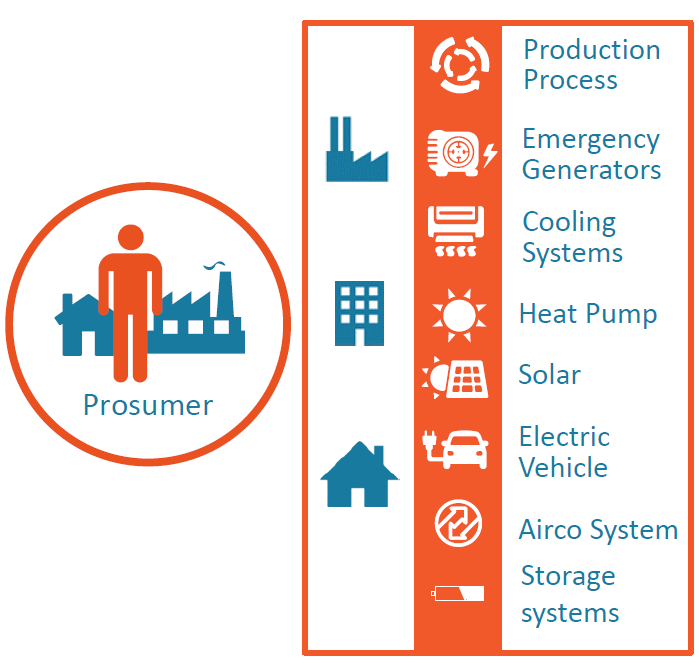 Prosumer
Production
Process
Emergency
Generators
Cooling
Systems
Heat Pump
Solar
Electric
Vehicle
Airco System
Storage
systems